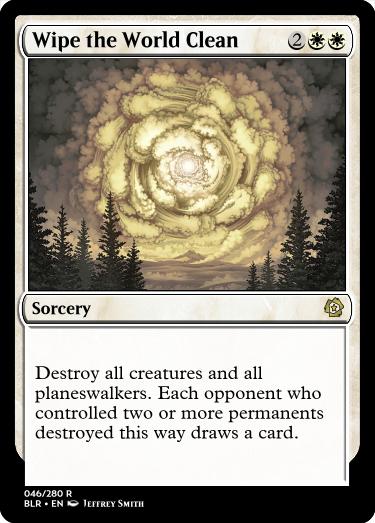 Wipe the World Clean 2
Sorcery
Destroy all creatures and all
planeswalkers. Each opponent who
controlled two or more permanents
destroyed this way draws a card.
046/280 R
BLR • EN Jeffrey Smith